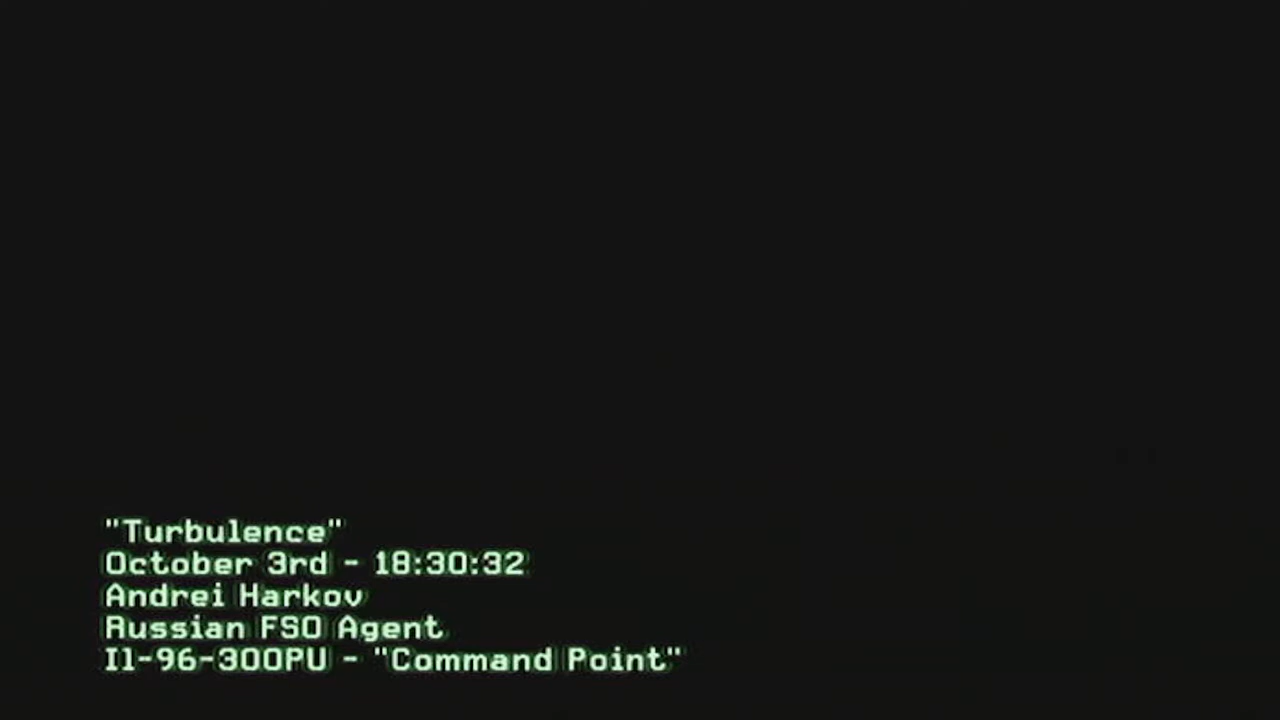 "Turbulence"
October 3rd - 18:30:32
Andrei Harkov
Russian FSO Agent
Il-96-300PU - "Command Point"